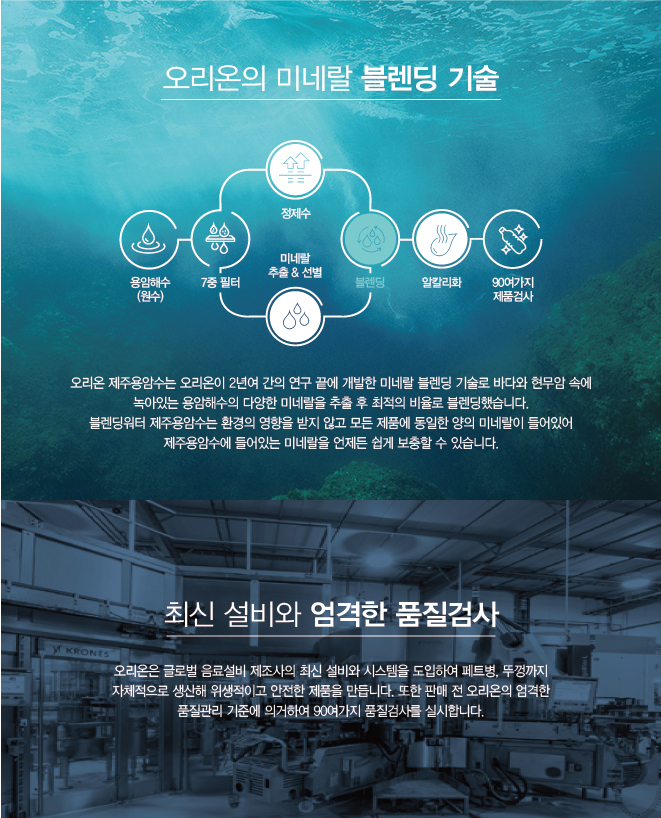 오리온의 미네랄 블렌딩 기술
정제수
용암해수
(원수)
7중 필터
미네랄
추출 & 선별
블렌딩
알칼리화
90여가지
제품검사
오리온 제주용암수는 오리온이 2년여 간의 연구 끝에 개발한 미네랄 블렌딩 기술로 바다와 현무암 속에
녹아있는 용암해수의 다양한 미네랄을 추출 후 최적의 비율로 블렌딩했습니다.
블렌딩워터 제주용암수는 환경의 영향을 받지 않고 모든 제품에 동일한 양의 미네랄이 들어있어
제주용암수에 들어있는 미네랄을 언제든 쉽게 보충할 수 있습니다.
최신 설비와 엄격한 품질검사
KRONES
오리온은 글로벌 음료설비 제조사의 최신 설비와 시스템을 도입하여 페트병, 뚜껑까지
자체적으로 생산해 위생적이고 안전한 제품을 만듭니다. 또한 판매 전 오리온의 엄격한
품질관리 기준에 의거하여 90여가지 품질검사를 실시합니다.